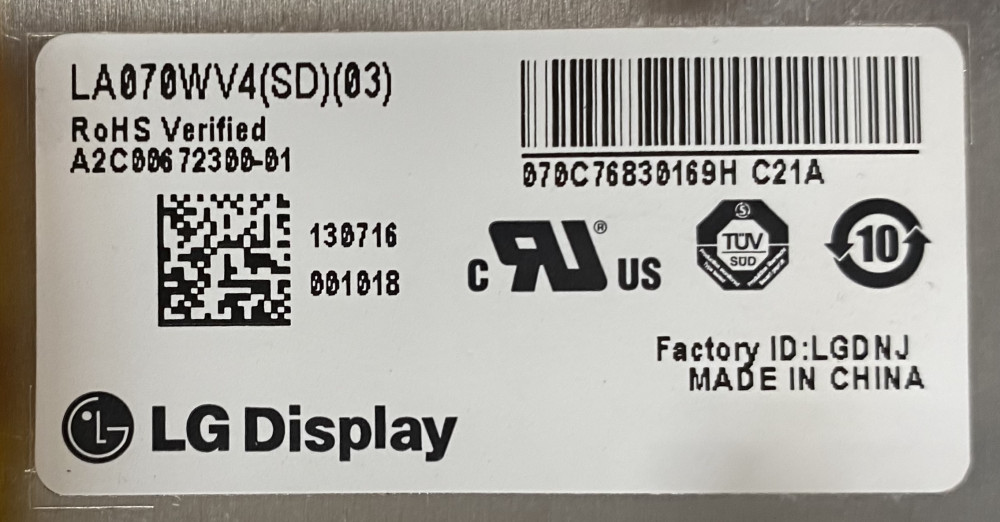 LA070WV4(SD)(03)
RoHS Verified
A2C00672300-01
070C76830169H C21A
130716
001018
c RU® US
TÜV
SÜD
10
Factory ID:LGDNJ
MADE IN CHINA
LG Display